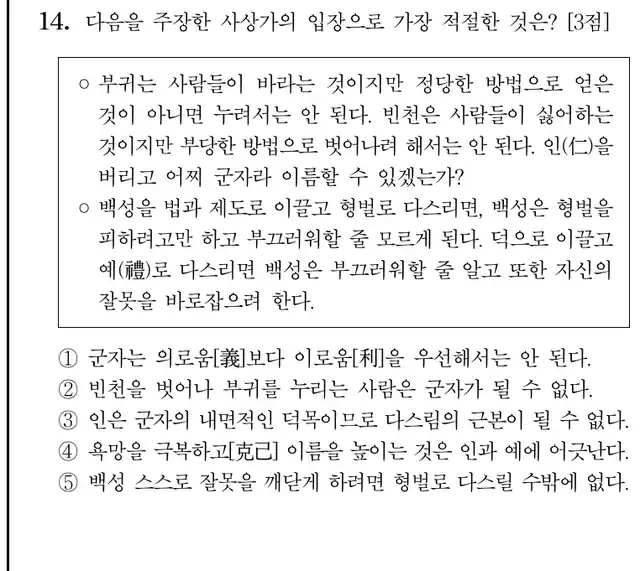 14. 다음을 주장한 사상가의 입장으로 가장 적절한 것은? [3점]
○ 부귀는 사람들이 바라는 것이지만 정당한 방법으로 얻은
것이 아니면 누려서는 안 된다. 빈천은 사람들이 싫어하는
것이지만 부당한 방법으로 벗어나려 해서는 안 된다. 인(仁)을
버리고 어찌 군자라 이름할 수 있겠는가?
○ 백성을 법과 제도로 이끌고 형벌로 다스리면, 백성은 형벌을
피하려고만 하고 부끄러워할 줄 모르게 된다. 덕으로 이끌고
예(禮)로 다스리면 백성은 부끄러워할 줄 알고 또한 자신의
잘못을 바로잡으려 한다.
① 군자는 의로움[義]보다 이로움[利]을 우선해서는 안 된다.
② 빈천을 벗어나 부귀를 누리는 사람은 군자가 될 수 없다.
③ 인은 군자의 내면적인 덕목이므로 다스림의 근본이 될 수 없다.
④ 욕망을 극복하고[克己] 이름을 높이는 것은 인과 예에 어긋난다.
⑤ 백성 스스로 잘못을 깨닫게 하려면 형벌로 다스릴 수밖에 없다.